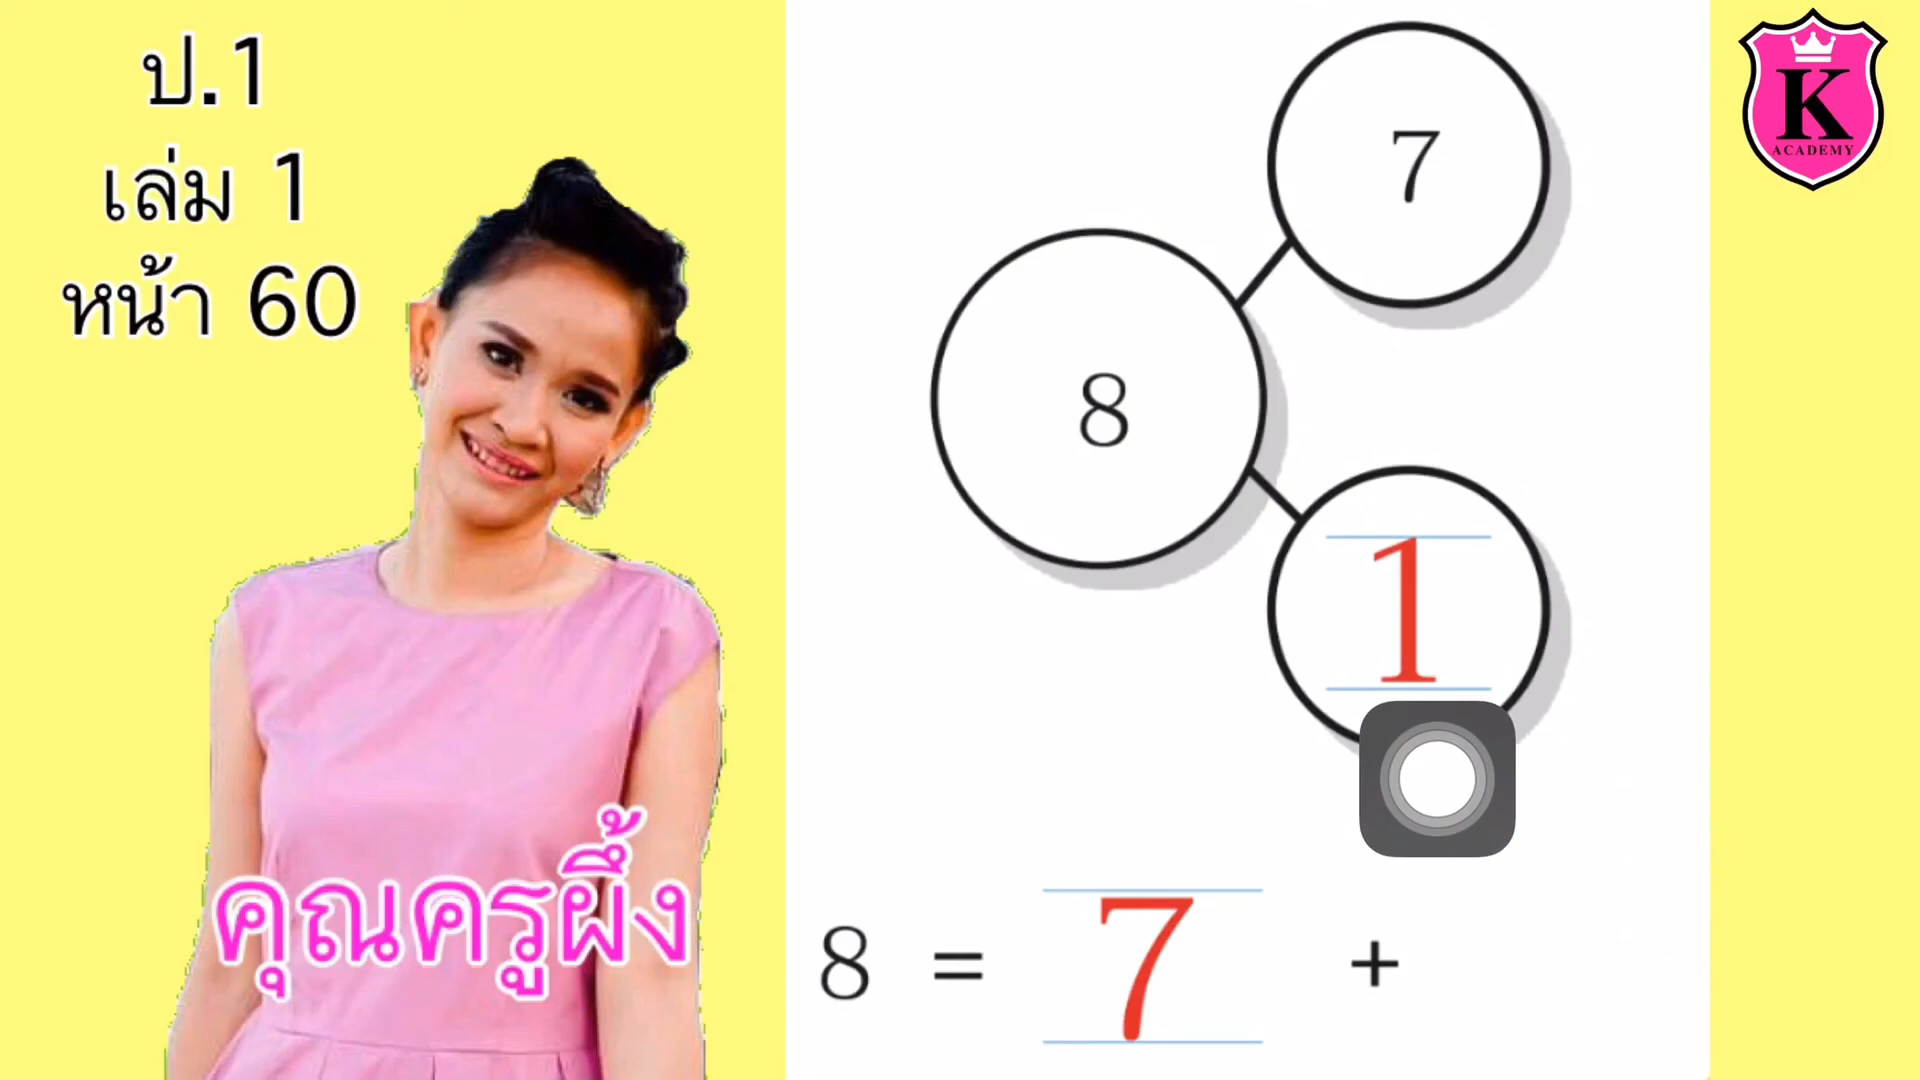 ป.1
เล่ม 1
หน้า 60
คุณครูผึ้ง
7
8
1
8 = 7 +
K
ACADEMY